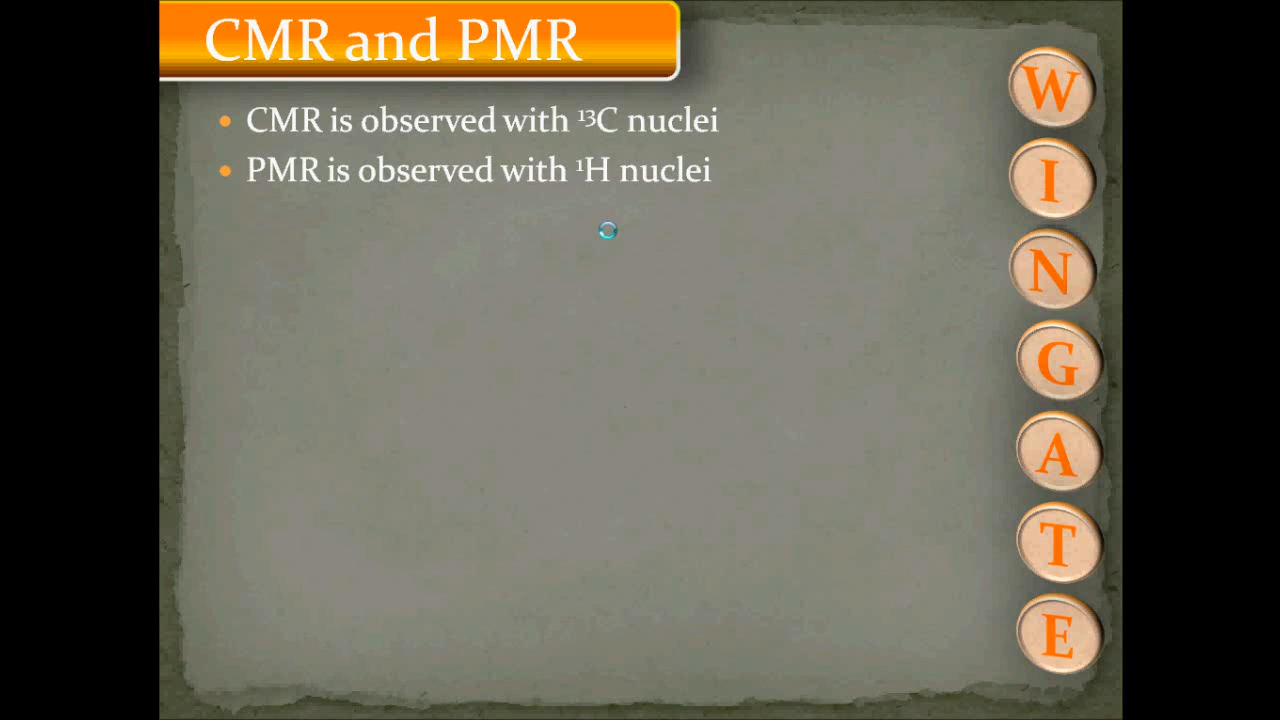 CMR and PMR
• CMR is observed with ¹³C nuclei
• PMR is observed with ¹H nuclei
W
I
N
G
A
T
E